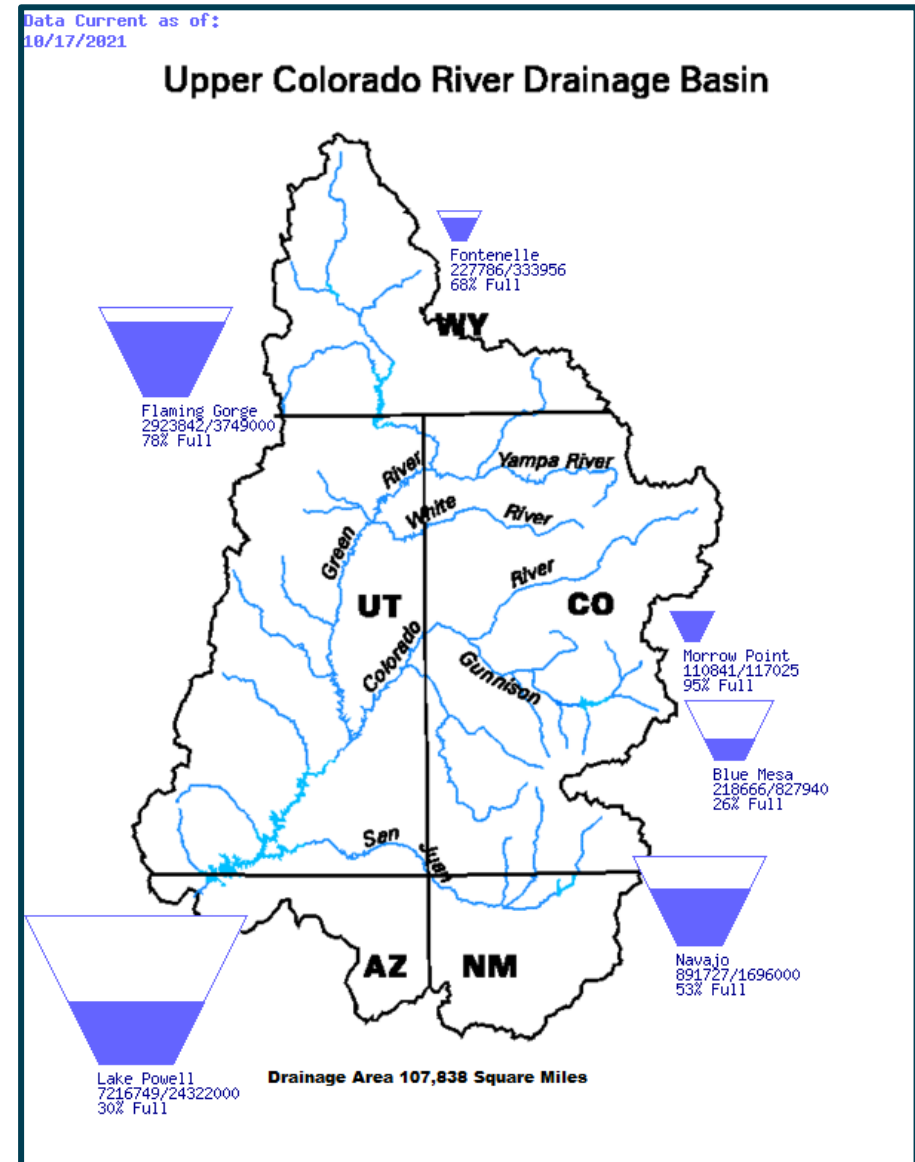 Data Current as of:
10/17/2021
Upper Colorado River Drainage Basin
Fontenelle
227786/333956
68% Full
WY
Flaming Gorge
2923842/3749000
78% Full
Yampa River
River
White
River
Green
River
UT
CO
Colorado
Gunnison
Morrow Point
110841/117025
95% Full
Blue Mesa
218666/827940
26% Full
San
Juan
AZ
NM
Navajo
891727/1696000
53% Full
Lake Powell
7216749/24322000
30% Full
Drainage Area 107,838 Square Miles